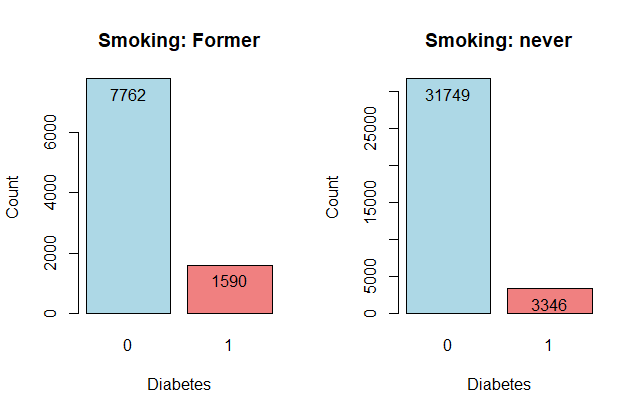 Smoking: Former
Count
6000
4000
2000
0
7762
1590
0 1
Diabetes
Smoking: never
Count
25000
15000
5000
0
31749
3346
0 1
Diabetes